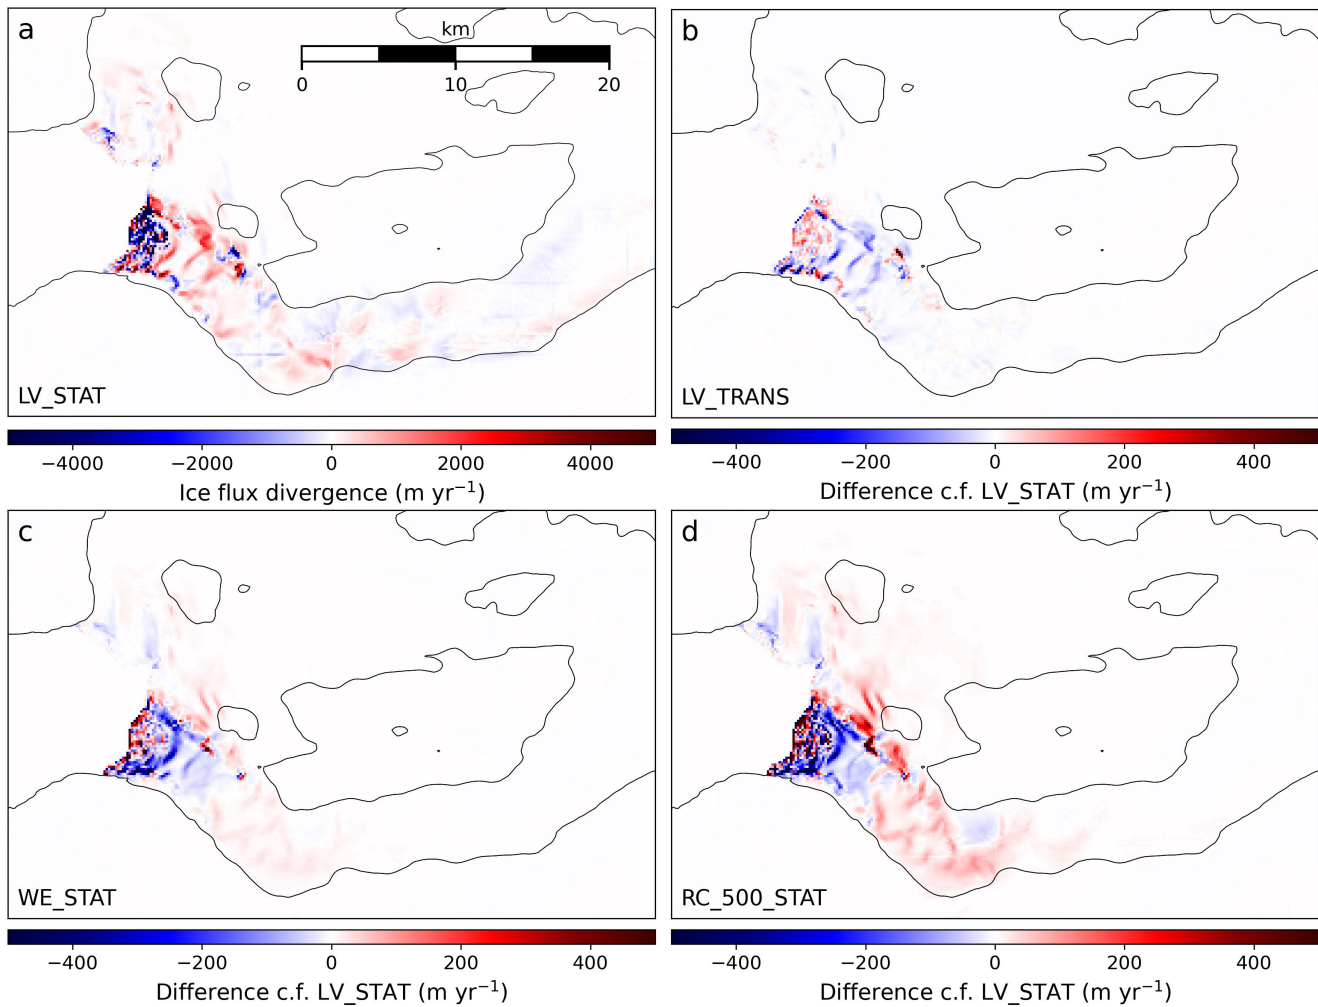 a
km
0 10 20
LV_STAT
−4000 −2000 0 2000 4000
Ice flux divergence (m yr⁻¹)
b
LV_TRANS
−400 −200 0 200 400
Difference c.f. LV_STAT (m yr⁻¹)
c
WE_STAT
−400 −200 0 200 400
Difference c.f. LV_STAT (m yr⁻¹)
d
RC_500_STAT
−400 −200 0 200 400
Difference c.f. LV_STAT (m yr⁻¹)